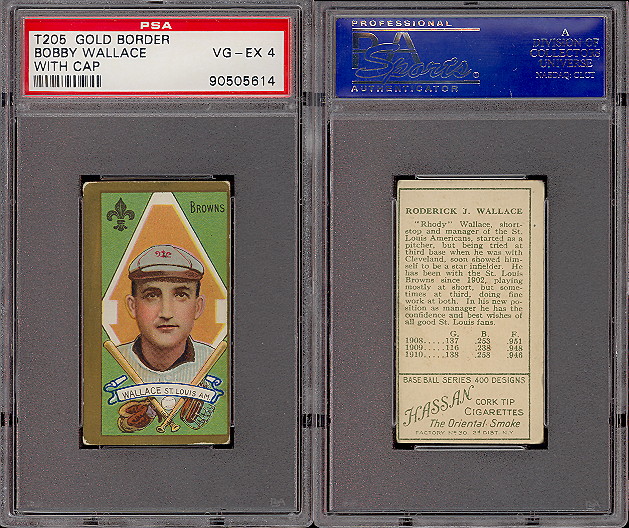 PSA
T205 GOLD BORDER
BOBBY WALLACE VG-EX 4
WITH CAP
90505614
BROWNS
WALLACE ST. LOUIS AM.
PROFESSIONAL
PSA
Sports
AUTHENTICATOR
A
DIVISION OF
COLLECTORS
UNIVERSE
NASDAQ: CLCT
RODERICK J. WALLACE
"Rhody" Wallace, short-
stop and manager of the St.
Louis Americans, started as a
pitcher, but being tried at
third base when he was with
Cleveland, soon showed him-
self to be a star infielder. He
has been with the St. Louis
Browns since 1902, playing
mostly at short, but some-
times at third, doing fine
work at both. In his new po-
sition as manager he has the
confidence and best wishes of
all good St. Louis fans.
G. B. F.
1908.....137 .253 .951
1909.....116 .238 .948
1910.....138 .258 .946
BASE BALL SERIES 400 DESIGNS
HASSAN
CORK TIP
CIGARETTES
The Oriental Smoke
FACTORY No 30. 2d DIST. N.Y.